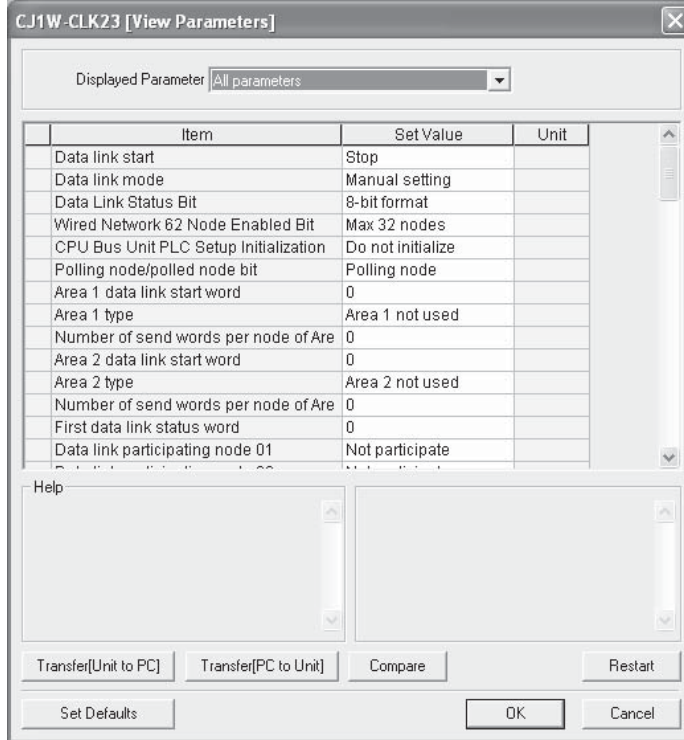 CJ1W-CLK23 [View Parameters]
Displayed Parameter All parameters
Item Set Value Unit
Data link start Stop
Data link mode Manual setting
Data Link Status Bit 8-bit format
Wired Network 62 Node Enabled Bit Max 32 nodes
CPU Bus Unit PLC Setup Initialization Do not initialize
Polling node/polled node bit Polling node
Area 1 data link start word 0
Area 1 type Area 1 not used
Number of send words per node of Are 0
Area 2 data link start word 0
Area 2 type Area 2 not used
Number of send words per node of Are 0
First data link status word 0
Data link participating node 01 Not participate
Help
Transfer[Unit to PC] Transfer[PC to Unit] Compare Restart
Set Defaults OK Cancel